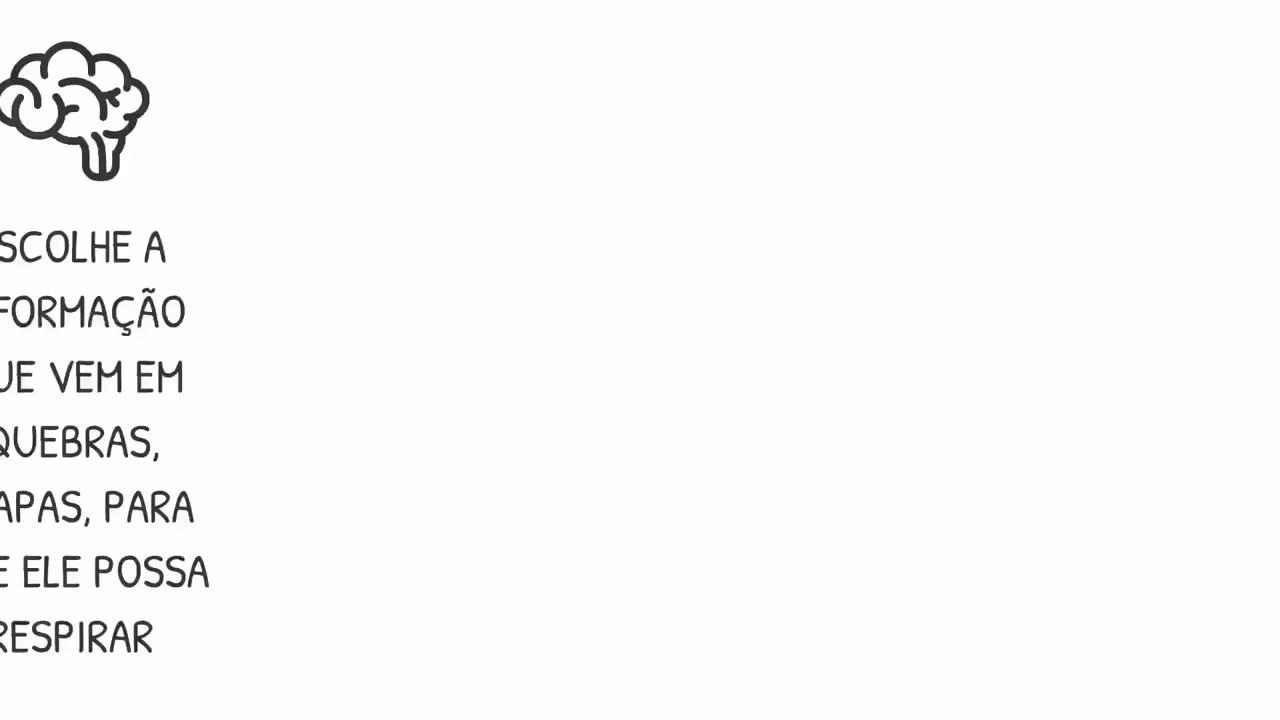 SCOLHE A
FORMAÇÃO
UE VEM EM
QUEBRAS,
APAS, PARA
E ELE POSSA
RESPIRAR